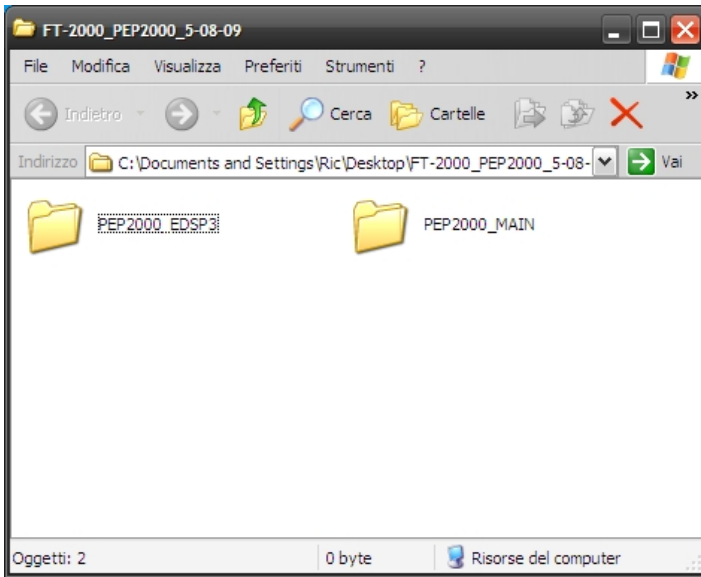 FT-2000_PEP2000_5-08-09
File Modifica Visualizza Preferiti Strumenti ?
Indietro Cerca Cartelle »
Indirizzo C:\Documents and Settings\Ric\Desktop\FT-2000_PEP2000_5-08- Vai
PEP2000_EDSP3 PEP2000_MAIN
Oggetti: 2 0 byte Risorse del computer